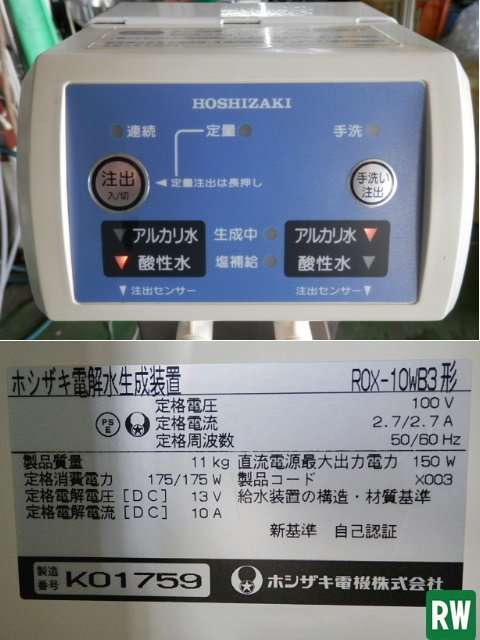 HOSHIZAKI
連続 定量 手洗
注出 入/切
定量注出は長押し
手洗い 注出
アルカリ水 生成中 アルカリ水
酸性水 塩補給 酸性水
注出センサー 注出センサー
ホシザキ電解水生成装置 ROX-10WB3形
定格電圧 100 V
定格電流 2.7/2.7 A
定格周波数 50/60 Hz
製品質量 11 kg 直流電源最大出力電力 150 W
定格消費電力 175/175 W 製品コード X003
定格電解電圧[DC] 13 V 給水装置の構造・材質基準
定格電解電流[DC] 10 A
新基準 自己認証
PS E
製造番号 K01759 ホシザキ電機株式会社
RW